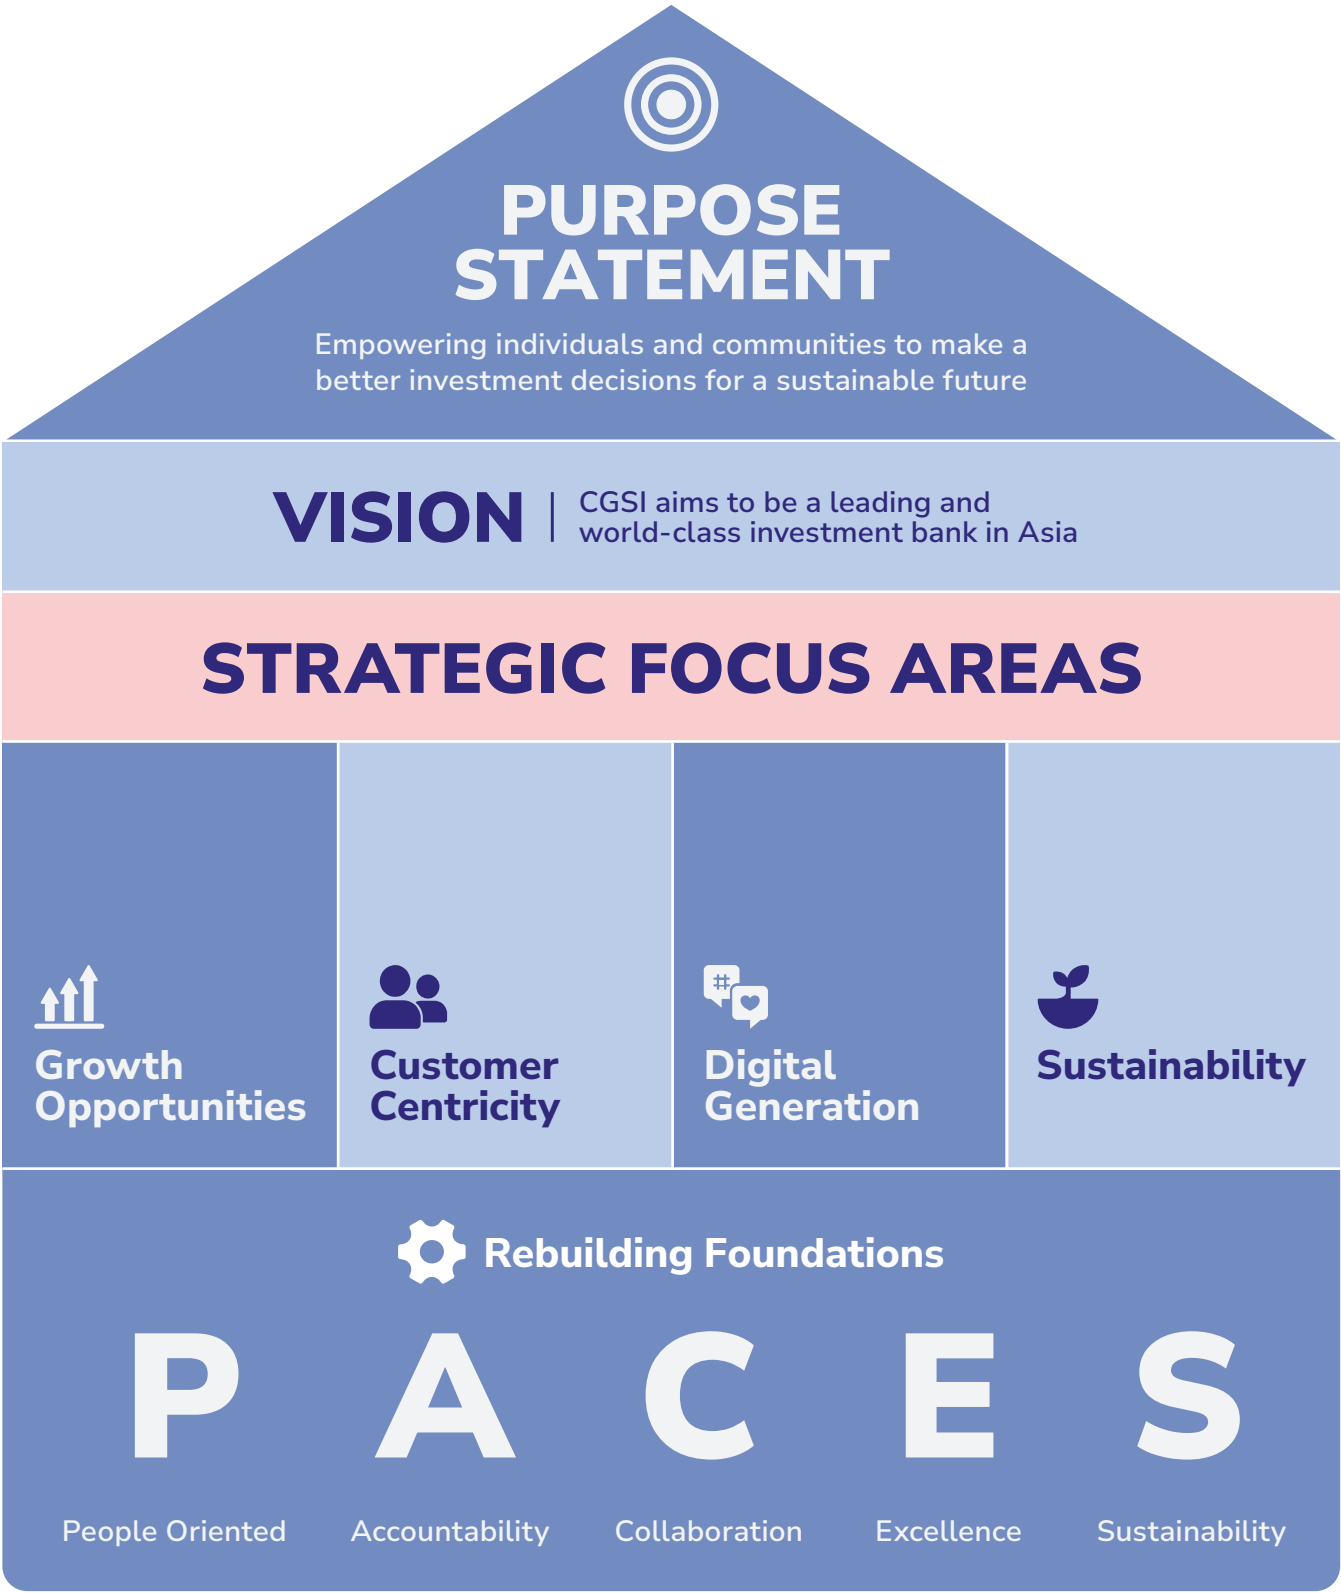 PURPOSE
STATEMENT
Empowering individuals and communities to make a
better investment decisions for a sustainable future
VISION
CGSI aims to be a leading and
world-class investment bank in Asia
STRATEGIC FOCUS AREAS
Growth
Opportunities
Customer
Centricity
#
Digital
Generation
Sustainability
Rebuilding Foundations
P A C E S
People Oriented
Accountability
Collaboration
Excellence
Sustainability